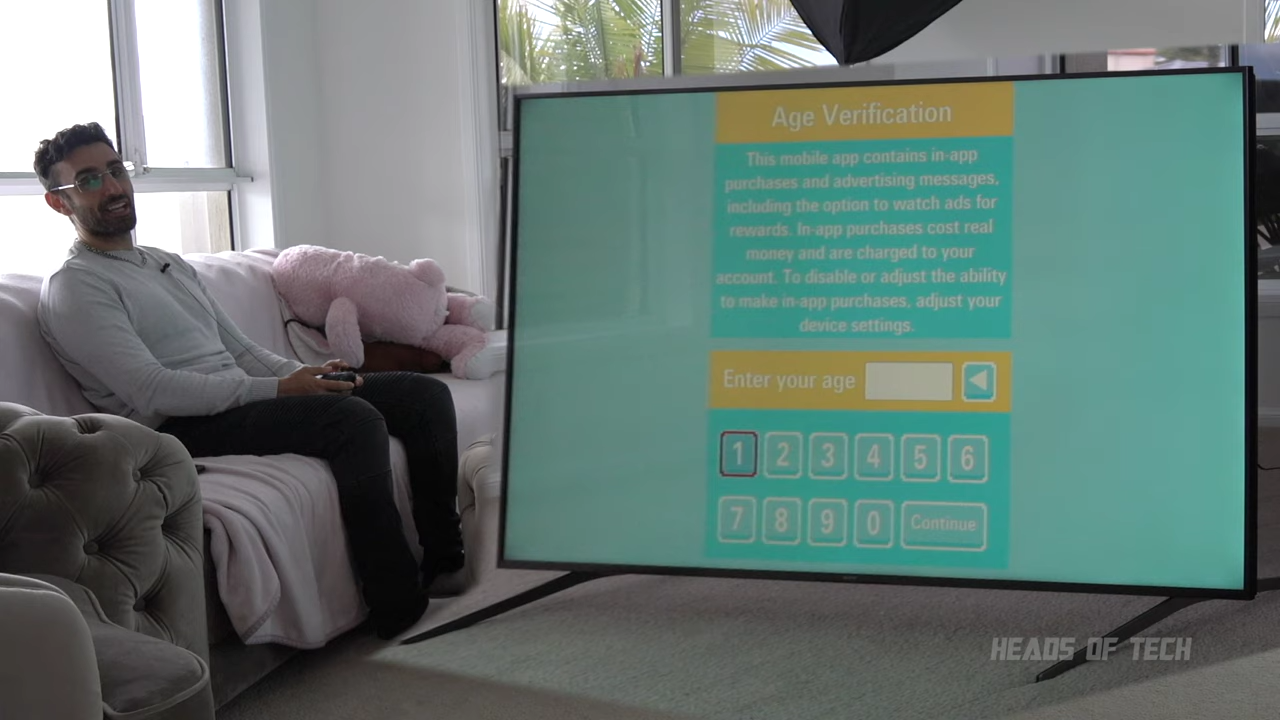 Age Verification
This mobile app contains in-app
purchases and advertising messages,
including the option to watch ads for
rewards. In-app purchases cost real
money and are charged to your
account. To disable or adjust the ability
to make in-app purchases, adjust your
device settings.
Enter your age
1 2 3 4 5 6
7 8 9 0 Continue
HEADS OF TECH